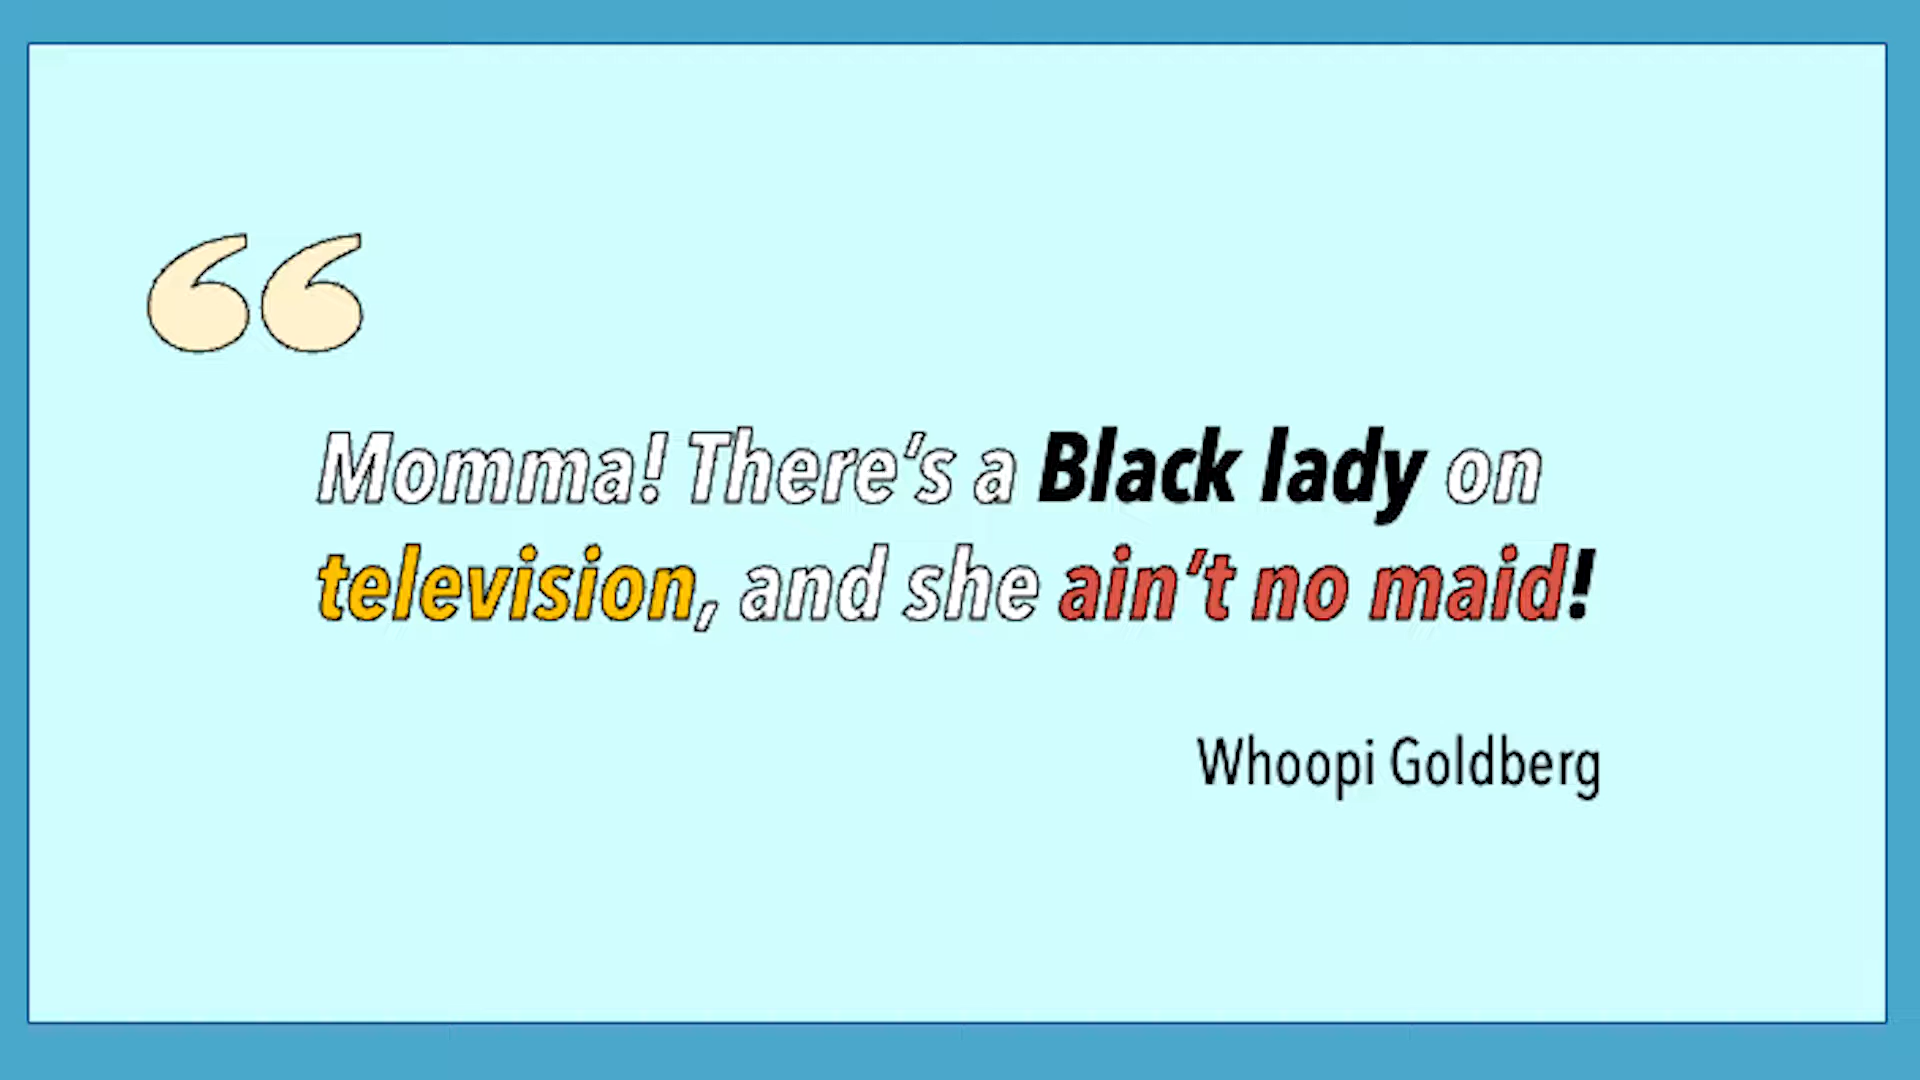 “
Momma! There’s a Black lady on
television, and she ain’t no maid!
Whoopi Goldberg